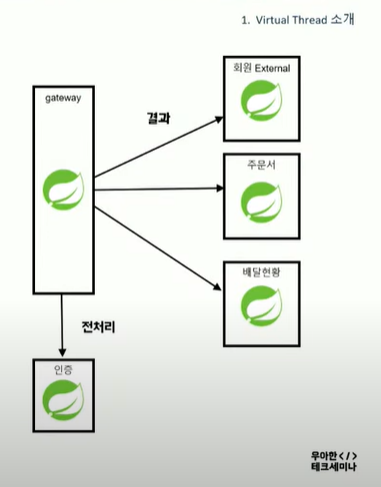 1. Virtual Thread 소개
회원 External
gateway
결과
주문서
배달현황
전처리
인증
우아한</>
테크세미나